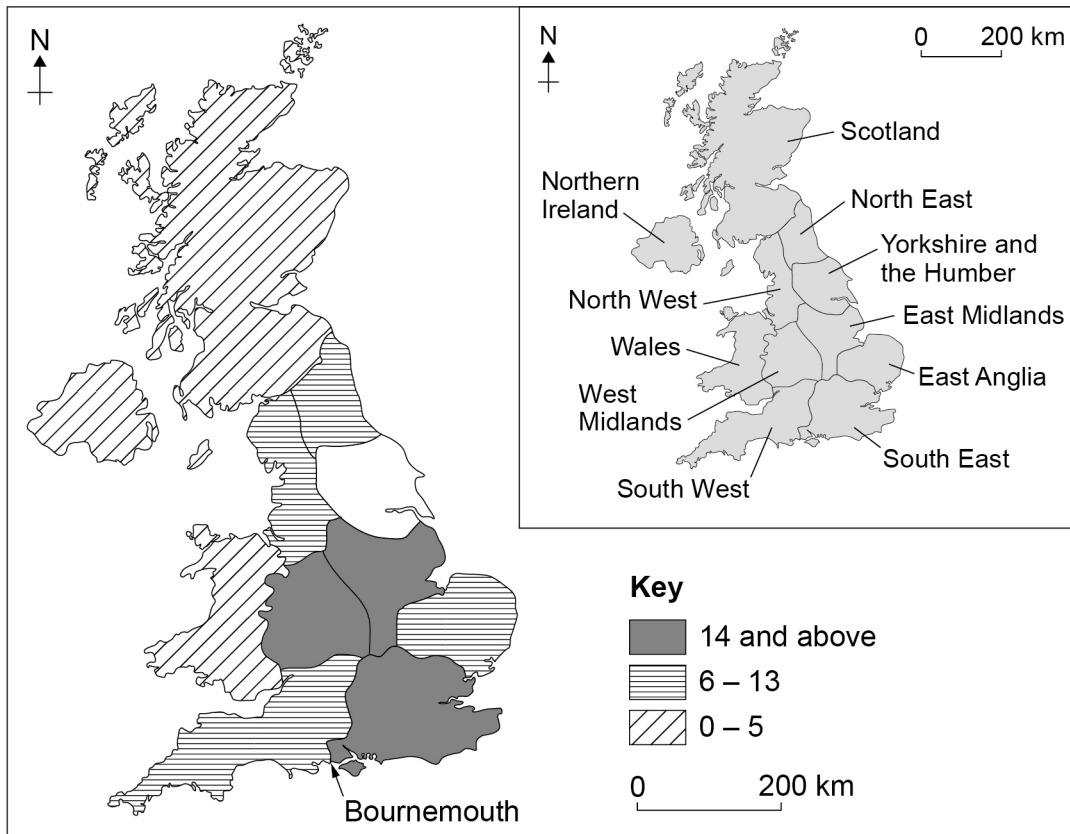 N
Bournemouth
N
0 200 km
Scotland
Northern
Ireland
North East
Yorkshire and
the Humber
North West
East Midlands
Wales
East Anglia
West
Midlands
South East
South West
Key
14 and above
6 – 13
0 – 5
0 200 km